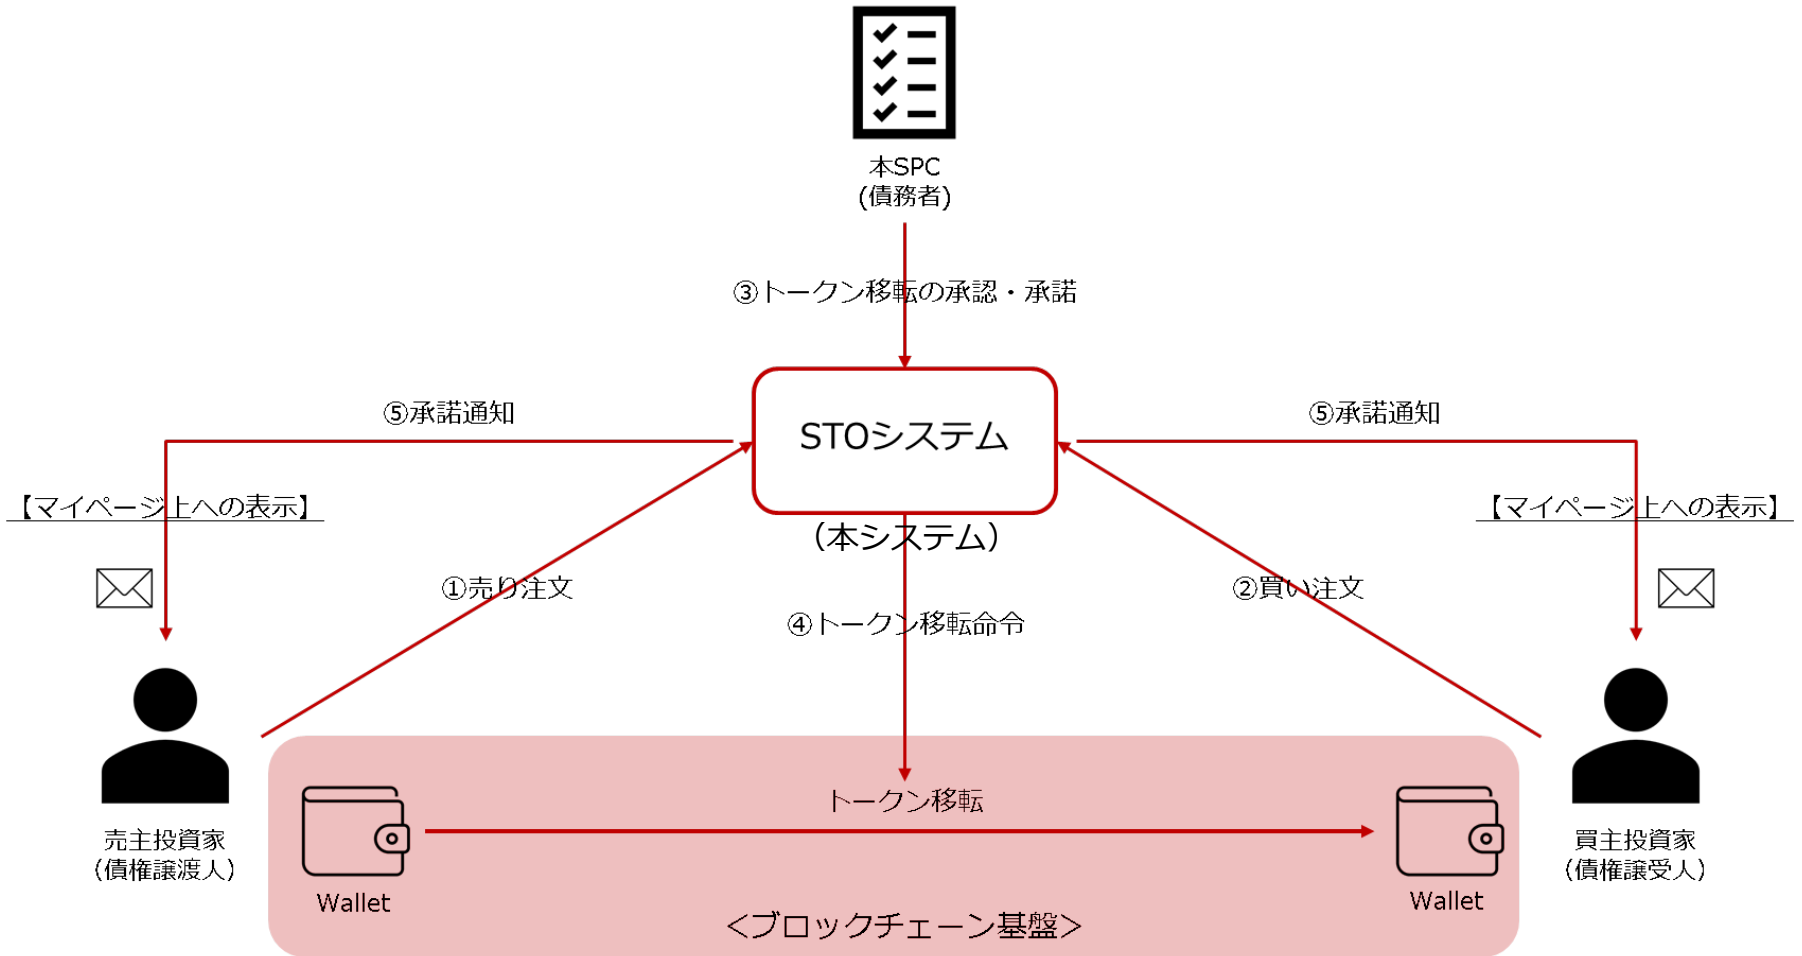 本SPC
(債務者)
③トークン移転の承認・承諾
⑤承諾通知
⑤承諾通知
STOシステム
(本システム)
【マイページ上への表示】
【マイページ上への表示】
①売り注文
②買い注文
④トークン移転命令
トークン移転
売主投資家
(債権譲渡人)
買主投資家
(債権譲受人)
Wallet
Wallet
<ブロックチェーン基盤>